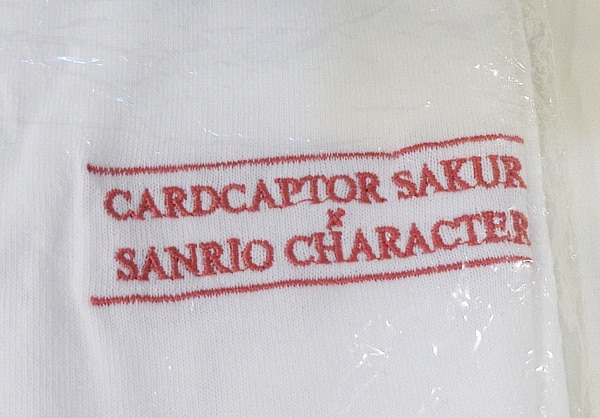 CARDCAPTOR SAKUR
×
SANRIO CHARACTER